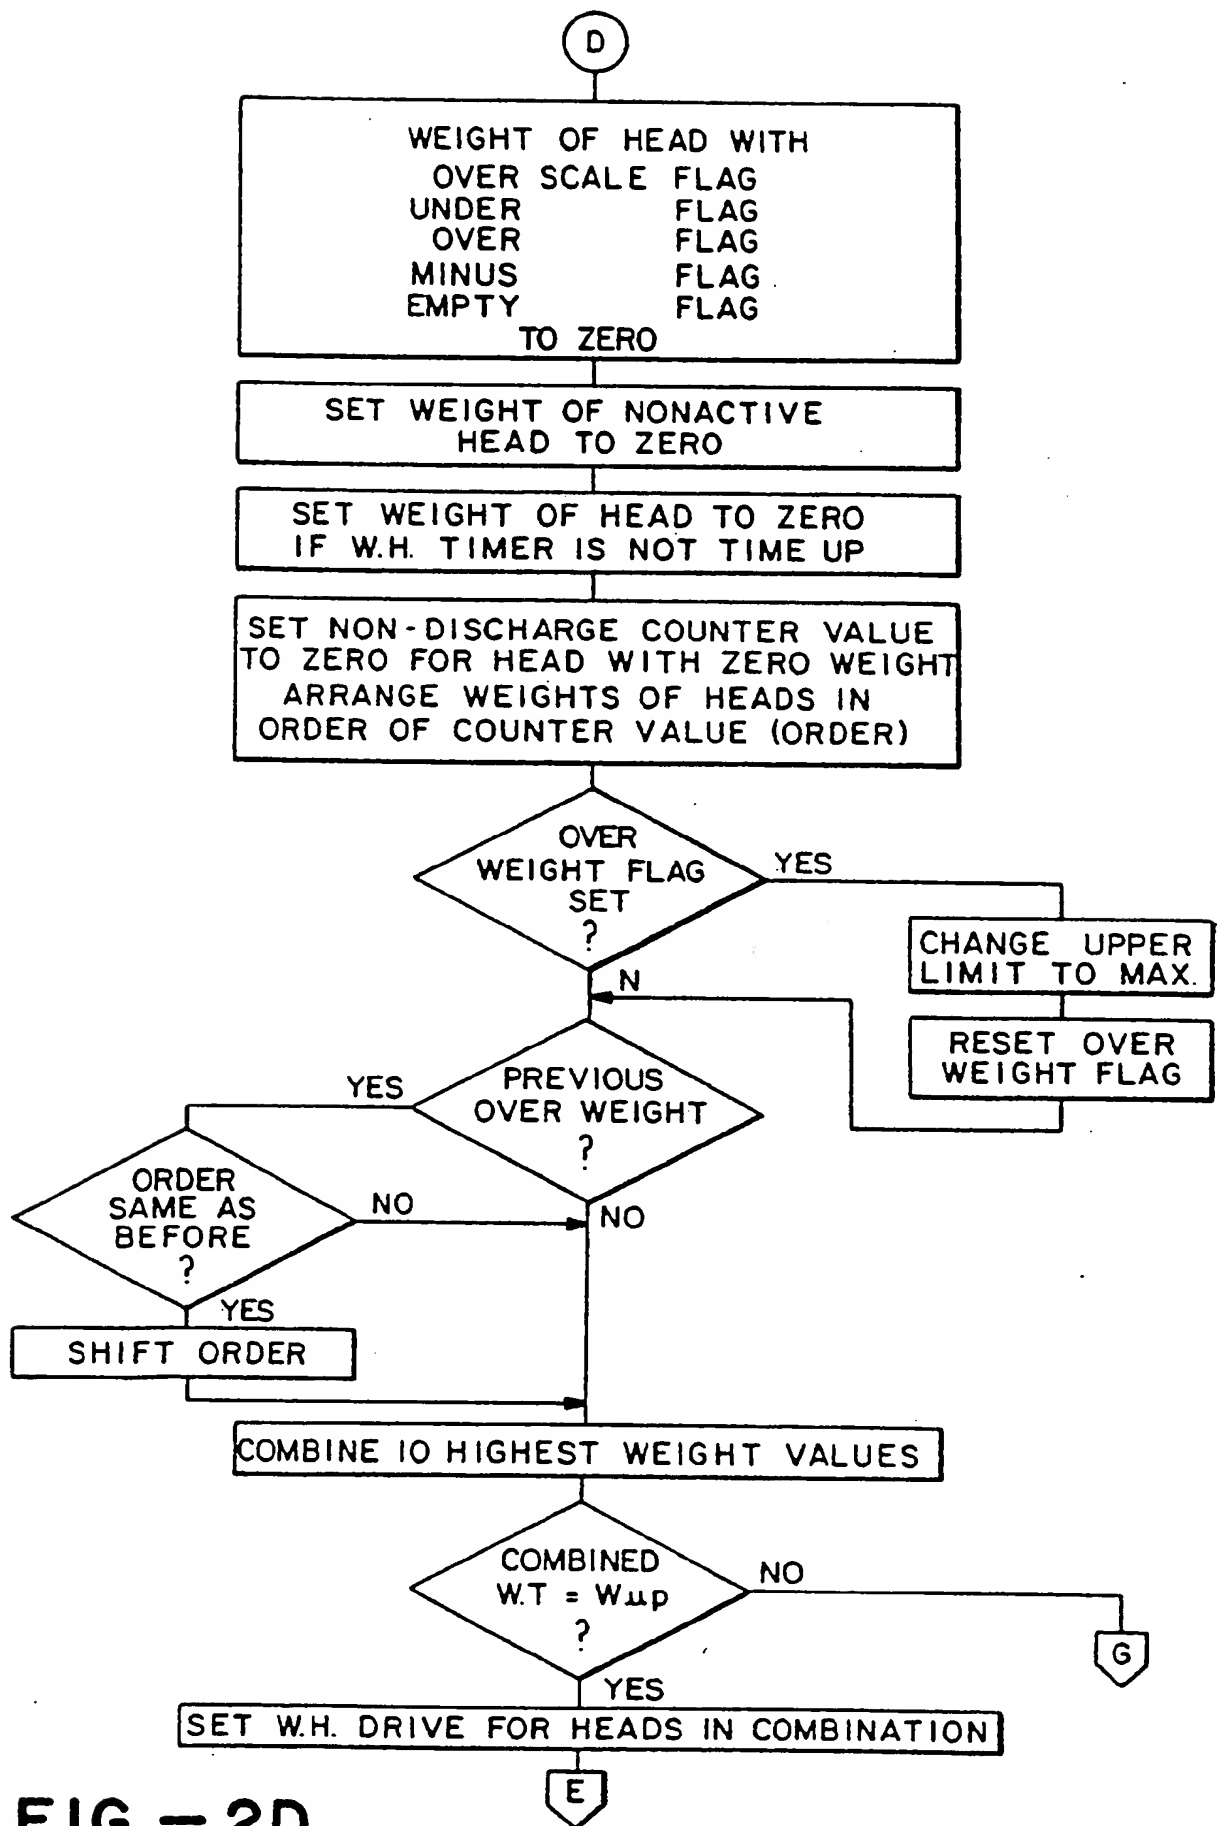 D
WEIGHT OF HEAD WITH
OVER SCALE FLAG
UNDER FLAG
OVER FLAG
MINUS FLAG
EMPTY FLAG
TO ZERO
SET WEIGHT OF NONACTIVE
HEAD TO ZERO
SET WEIGHT OF HEAD TO ZERO
IF W.H. TIMER IS NOT TIME UP
SET NON-DISCHARGE COUNTER VALUE
TO ZERO FOR HEAD WITH ZERO WEIGHT
ARRANGE WEIGHTS OF HEADS IN
ORDER OF COUNTER VALUE (ORDER)
OVER
WEIGHT FLAG
SET
?
YES
CHANGE UPPER
LIMIT TO MAX.
RESET OVER
WEIGHT FLAG
N
PREVIOUS
OVER WEIGHT
?
YES
NO
ORDER
SAME AS
BEFORE
?
NO
YES
SHIFT ORDER
COMBINE 10 HIGHEST WEIGHT VALUES
COMBINED
W.T = Wμp
?
NO
G
YES
SET W.H. DRIVE FOR HEADS IN COMBINATION
E
FIG - 2D